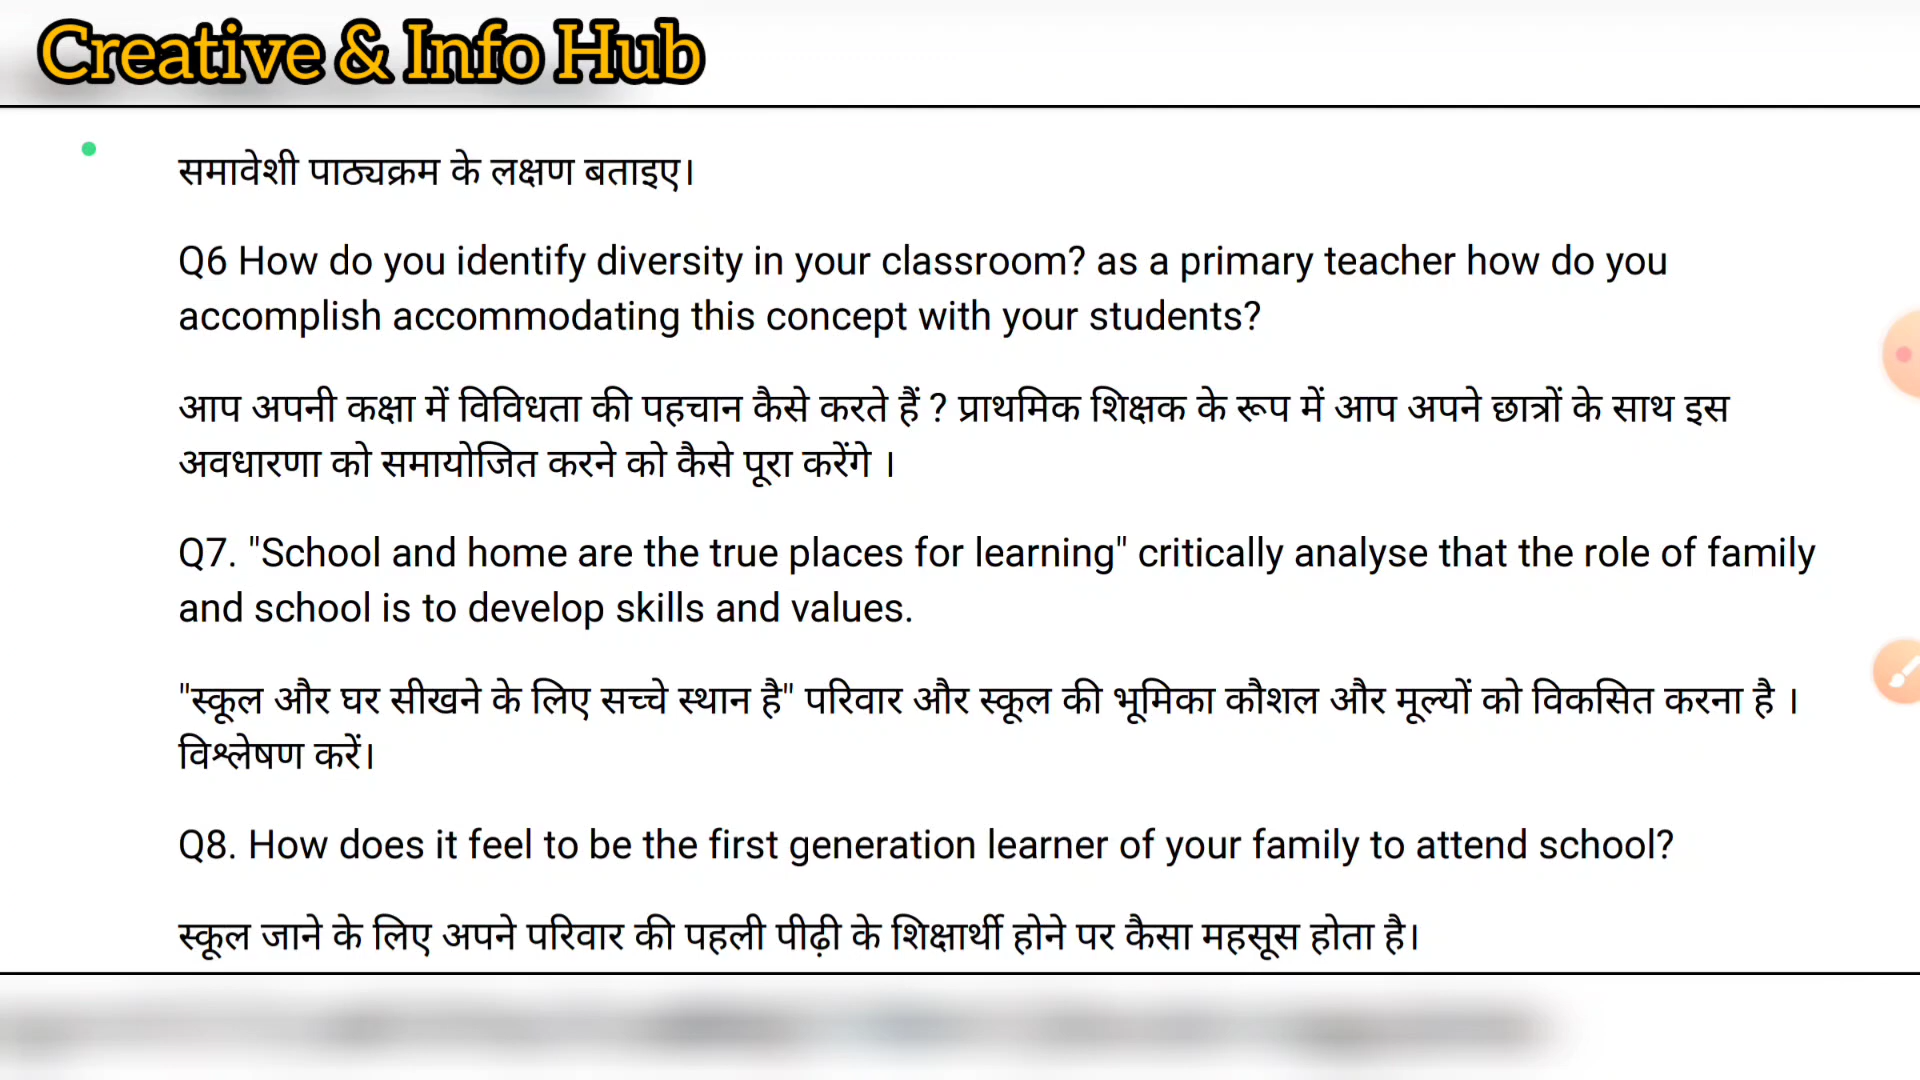 Creative & Info Hub
समावेशी पाठ्यक्रम के लक्षण बताइए।
Q6 How do you identify diversity in your classroom? as a primary teacher how do you
accomplish accommodating this concept with your students?
आप अपनी कक्षा में विविधता की पहचान कैसे करते हैं ? प्राथमिक शिक्षक के रूप में आप अपने छात्रों के साथ इस
अवधारणा को समायोजित करने को कैसे पूरा करेंगे ।
Q7. "School and home are the true places for learning" critically analyse that the role of family
and school is to develop skills and values.
"स्कूल और घर सीखने के लिए सच्चे स्थान है" परिवार और स्कूल की भूमिका कौशल और मूल्यों को विकसित करना है ।
विश्लेषण करें।
Q8. How does it feel to be the first generation learner of your family to attend school?
स्कूल जाने के लिए अपने परिवार की पहली पीढ़ी के शिक्षार्थी होने पर कैसा महसूस होता है।